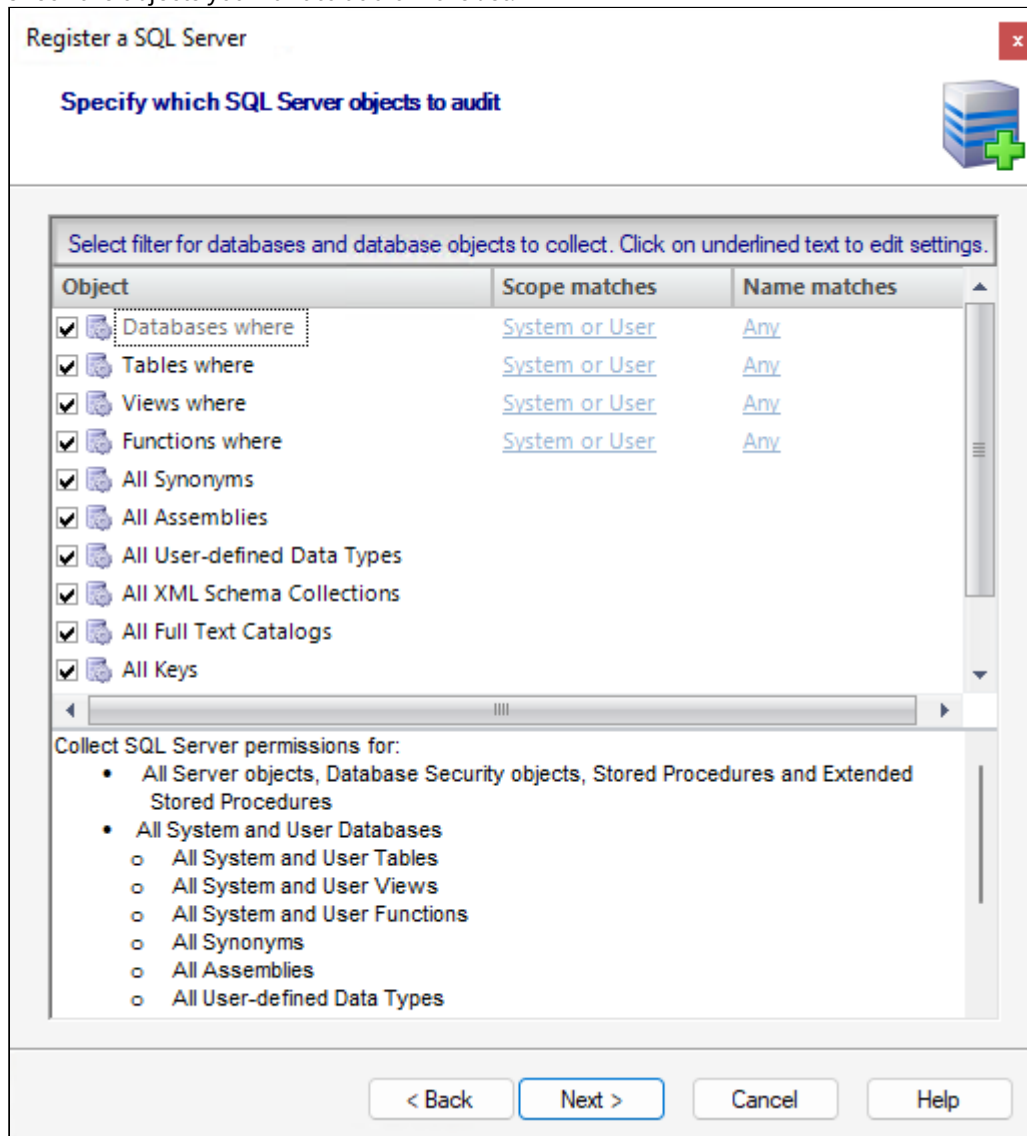 Register a SQL Server
x
Specify which SQL Server objects to audit
Select filter for databases and database objects to collect. Click on underlined text to edit settings.
Object Scope matches Name matches
Databases where System or User Any
Tables where System or User Any
Views where System or User Any
Functions where System or User Any
All Synonyms
All Assemblies
All User-defined Data Types
All XML Schema Collections
All Full Text Catalogs
All Keys
Collect SQL Server permissions for:
• All Server objects, Database Security objects, Stored Procedures and Extended
Stored Procedures
• All System and User Databases
o All System and User Tables
o All System and User Views
o All System and User Functions
o All Synonyms
o All Assemblies
o All User-defined Data Types
< Back Next > Cancel Help